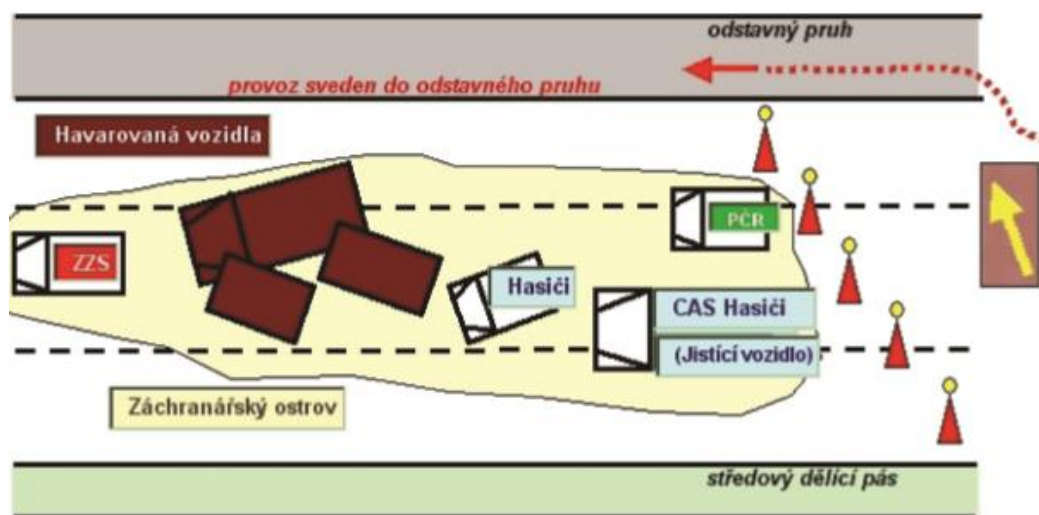 odstavný pruh
provoz sveden do odstavného pruhu
Havarovaná vozidla
PČR
ZZS
Hasiči
CAS Hasiči
(Jistící vozidlo)
Záchranářský ostrov
středový dělící pás